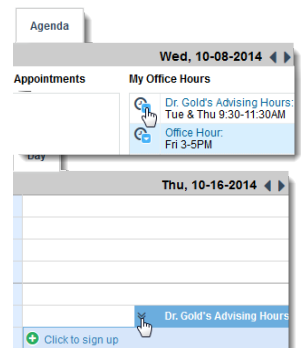 Agenda
Wed, 10-08-2014
Appointments My Office Hours
Dr. Gold's Advising Hours:
Tue & Thu 9:30-11:30AM
Office Hour:
Fri 3-5PM
Day
Thu, 10-16-2014
Dr. Gold's Advising Hours
Click to sign up